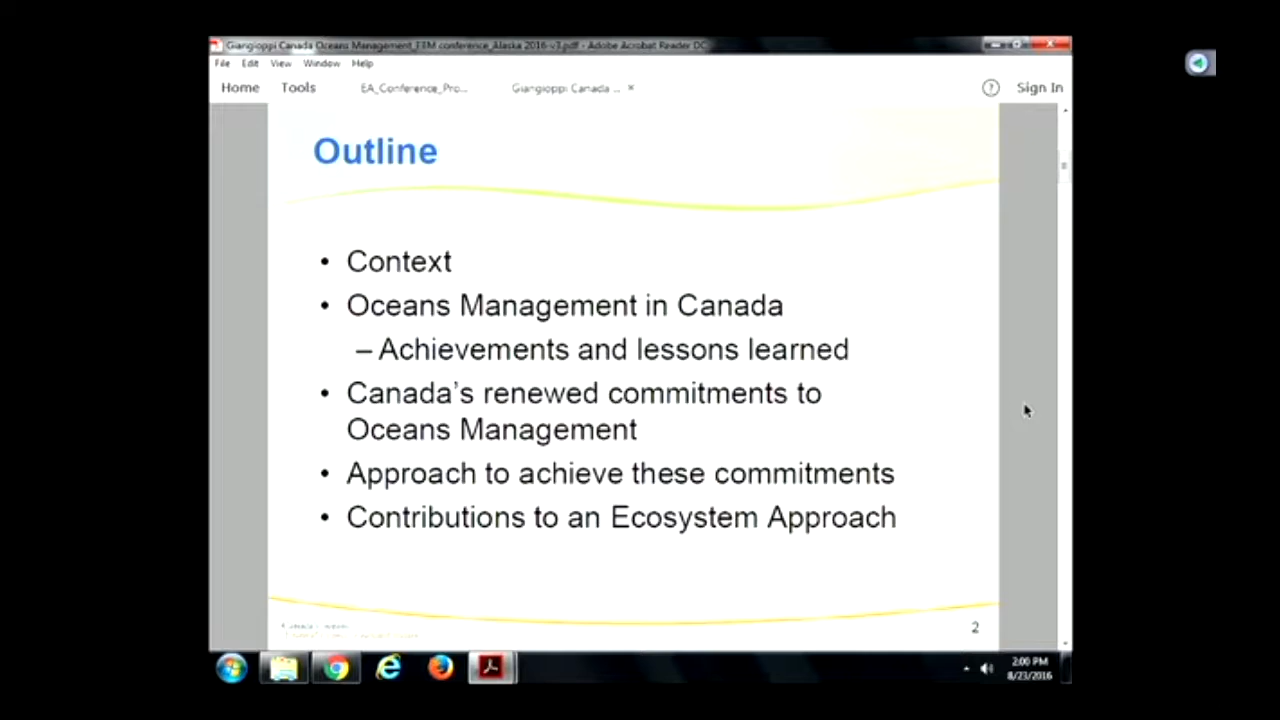 Giangioppi Canada Oceans Management_EBM conference_Alaska 2016-v3.pdf - Adobe Acrobat Reader DC
File Edit View Window Help
Home Tools EA_Conference_Pro... Giangioppi Canada ... × ? Sign In
Outline
• Context
• Oceans Management in Canada
– Achievements and lessons learned
• Canada's renewed commitments to
Oceans Management
• Approach to achieve these commitments
• Contributions to an Ecosystem Approach
2
2:00 PM
8/23/2016